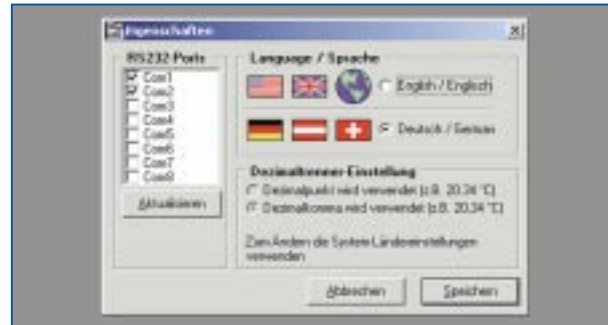 Eigenschaften
RS232-Ports
Com1
Com2
Com3
Com4
Com5
Com6
Com7
Com8
Aktualisieren
Language / Sprache
English / Englisch
Deutsch / German
Dezimaltrenner-Einstellung
Dezimalpunkt wird verwendet (z.B. 20.34 °C)
Dezimalkomma wird verwendet (z.B. 20,34 °C)
Zum Ändern die System-Ländereinstellungen
verwenden
Abbrechen
Speichern